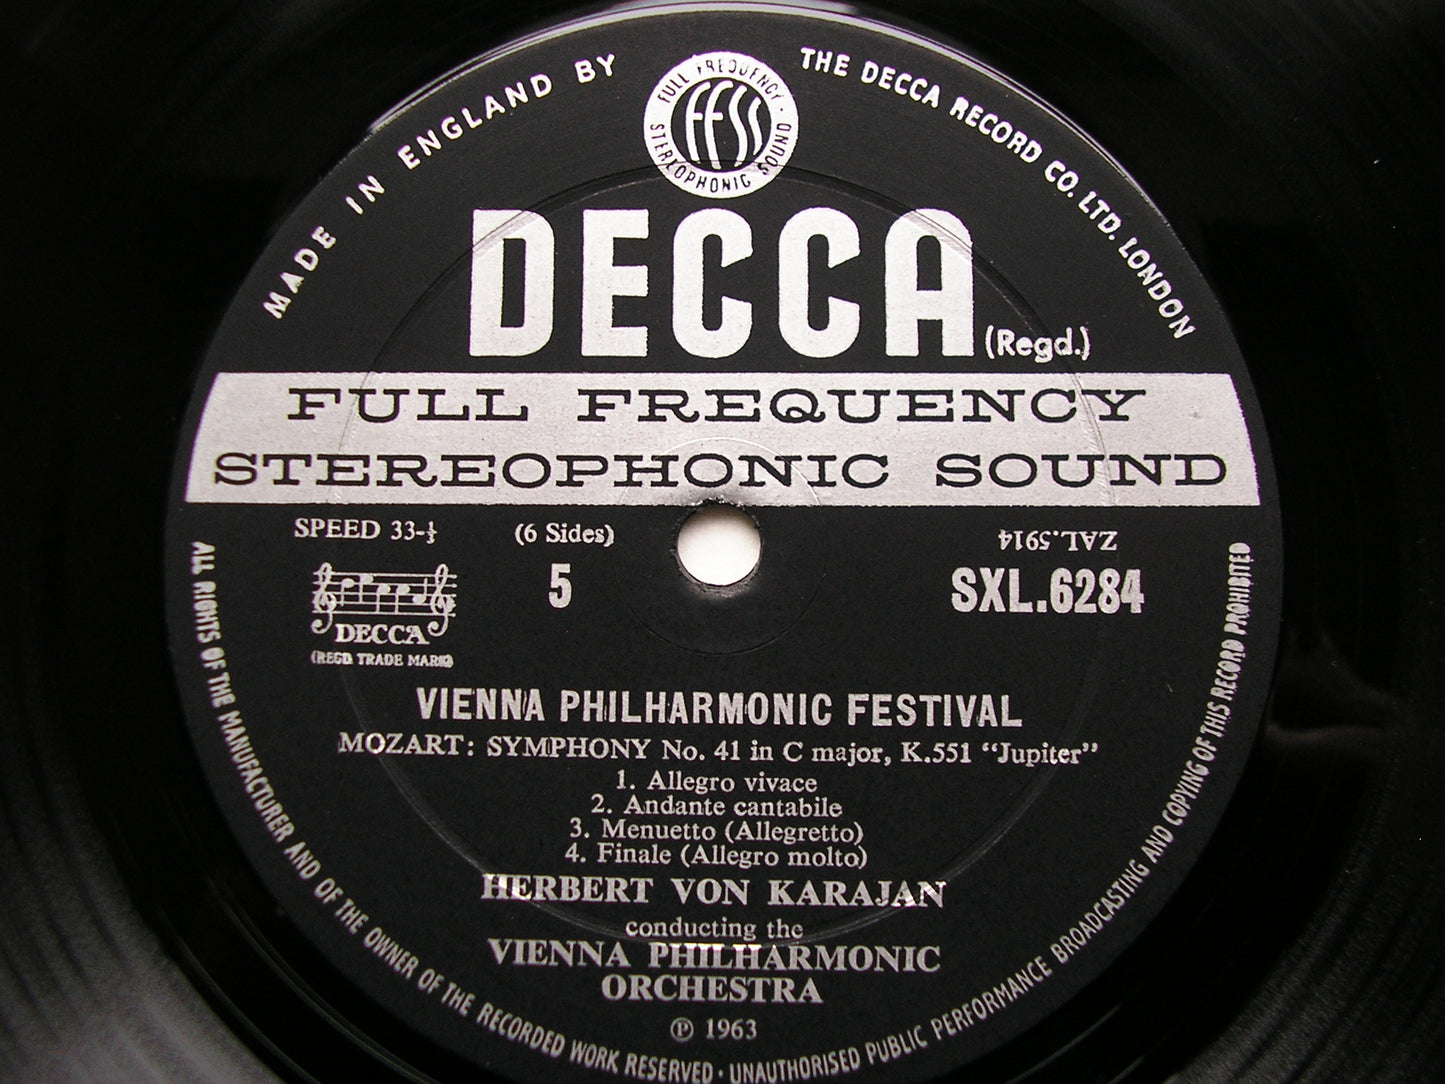 MADE IN ENGLAND BY
THE DECCA RECORD CO. LTD. LONDON
FULL FREQUENCY · STEREOPHONIC SOUND
FFSS
DECCA (Regd.)
FULL FREQUENCY
STEREOPHONIC SOUND
SPEED 33-⅓ (6 Sides) ZAL.5914
5 SXL.6284
DECCA
(REGD. TRADE MARK)
VIENNA PHILHARMONIC FESTIVAL
MOZART: SYMPHONY No. 41 in C major, K.551 “Jupiter”
1. Allegro vivace
2. Andante cantabile
3. Menuetto (Allegretto)
4. Finale (Allegro molto)
HERBERT VON KARAJAN
conducting the
VIENNA PHILHARMONIC
ORCHESTRA
℗ 1963
ALL RIGHTS OF THE MANUFACTURER AND OF THE OWNER OF THE RECORDED WORK RESERVED · UNAUTHORISED PUBLIC PERFORMANCE BROADCASTING AND COPYING OF THIS RECORD PROHIBITED